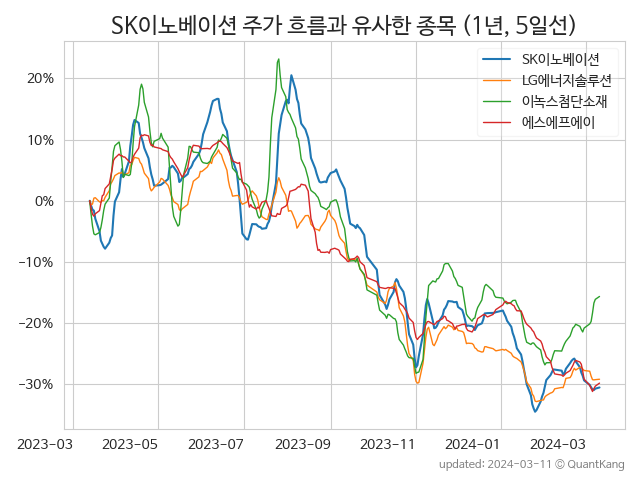 SK이노베이션 주가 흐름과 유사한 종목 (1년, 5일선)
SK이노베이션
LG에너지솔루션
이녹스첨단소재
에스에프에이
20%
10%
0%
−10%
−20%
−30%
2023-03
2023-05
2023-07
2023-09
2023-11
2024-01
2024-03
updated: 2024-03-11 © QuantKang